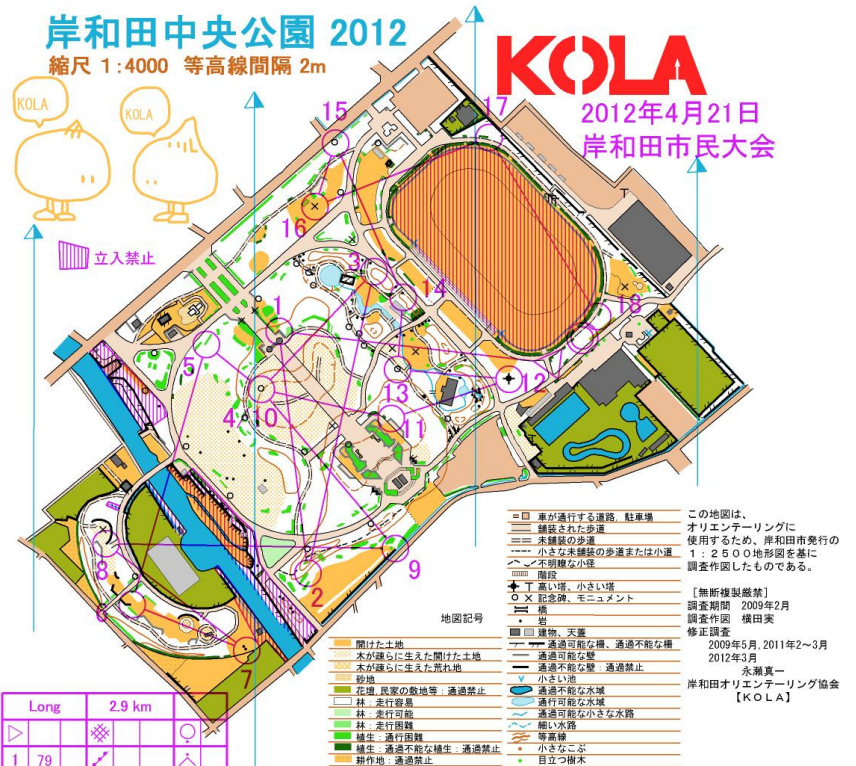 岸和田中央公園 2012
縮尺 1:4000 等高線間隔 2m
KOLA
2012年4月21日
岸和田市民大会
KOLA
KOLA
立入禁止
15
17
16
3
14
18
1
5
4
10
13
12
11
8
2
9
6
7
T
地図記号
開けた土地
木が疎らに生えた開けた土地
木が疎らに生えた荒れ地
砂地
花壇,民家の敷地等:通過禁止
林:走行容易
林:走行可能
林:走行困難
植生:通行困難
植生:通過不能な植生:通過禁止
耕作地:通過禁止
車が通行する道路,駐車場
舗装された歩道
未舗装の歩道
小さな未舗装の歩道または小道
不明瞭な小径
階段
高い塔、小さい塔
記念碑、モニュメント
橋
岩
建物、天蓋
通過可能な柵、通過不能な柵
通過可能な壁
通過不能な壁:通過禁止
小さい池
通過不能な水域
通行可能な水域
通過可能な小さな水路
細い水路
等高線
小さなこぶ
目立つ樹木
この地図は、
オリエンテーリングに
使用するため、岸和田市発行の
1:2500地形図を基に
調査作図したものである。
[無断複製厳禁]
調査期間 2009年2月
調査作図 横田実
修正調査
2009年5月,2011年2~3月
2012年3月
永瀬真一
岸和田オリエンテーリング協会
【KOLA】
Long 2.9 km
1 79